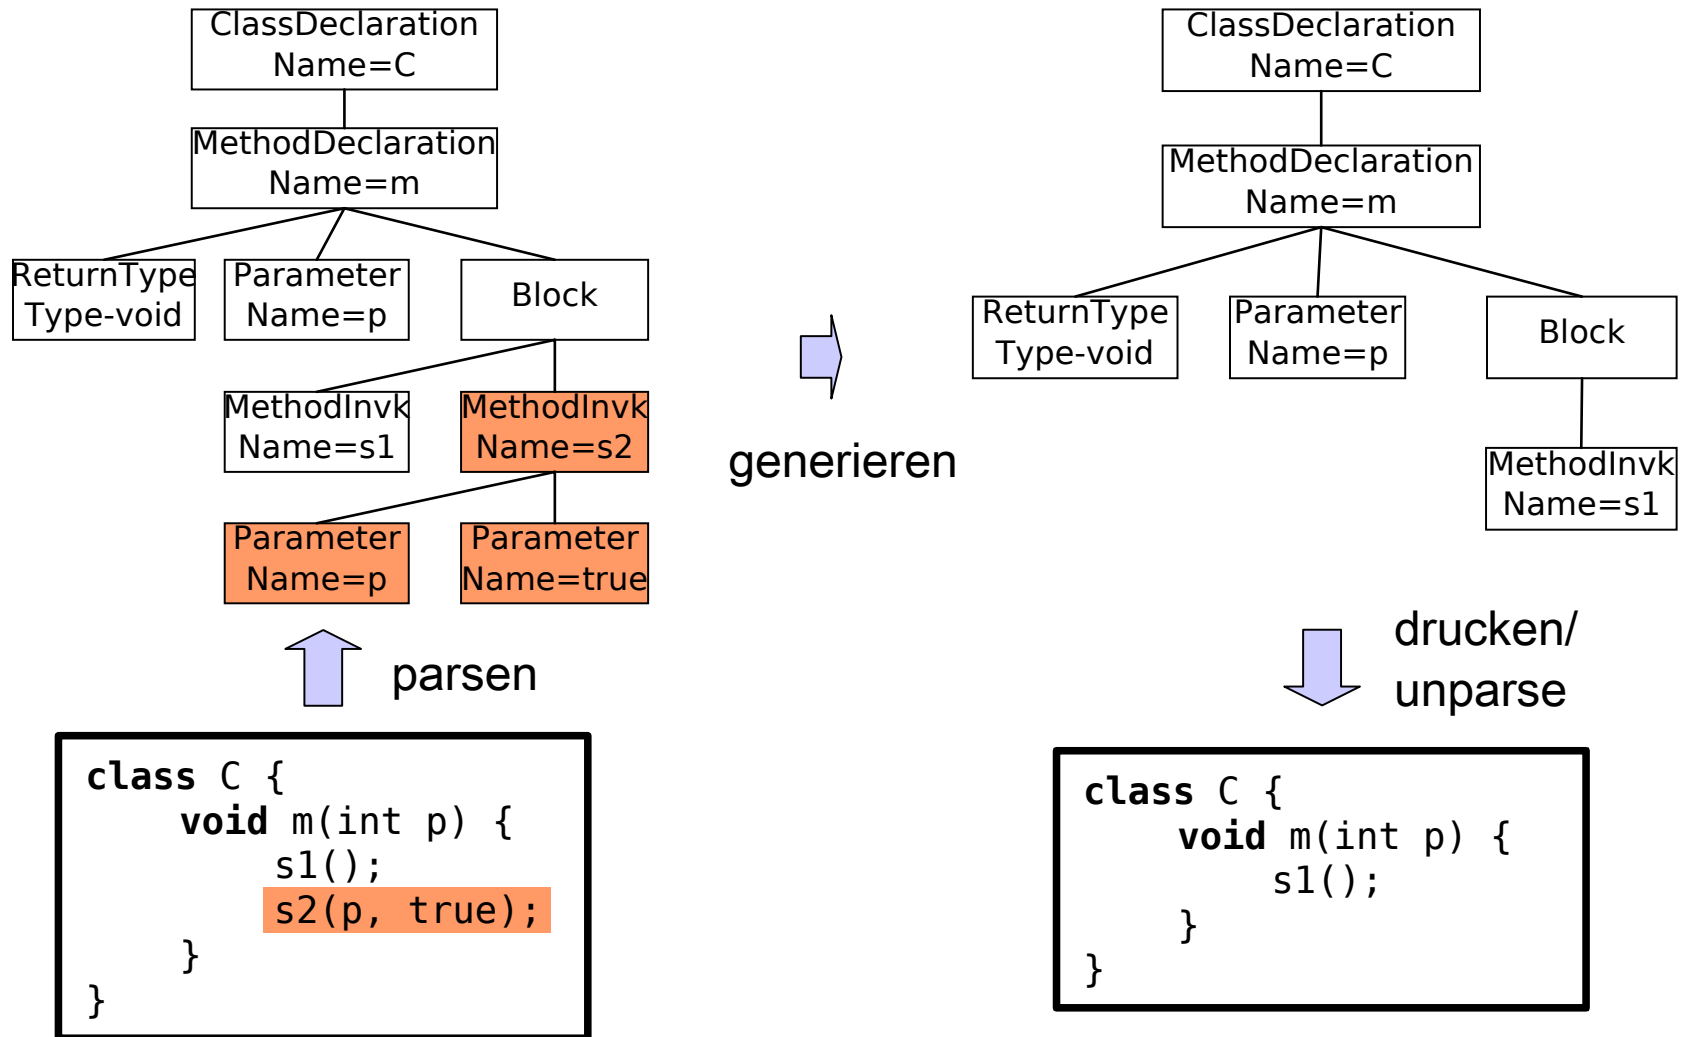 ClassDeclaration
Name=C
MethodDeclaration
Name=m
ReturnType
Type-void
Parameter
Name=p
Block
MethodInvk
Name=s1
MethodInvk
Name=s2
Parameter
Name=p
Parameter
Name=true
parsen
class C {
void m(int p) {
s1();
s2(p, true);
}
}
generieren
ClassDeclaration
Name=C
MethodDeclaration
Name=m
ReturnType
Type-void
Parameter
Name=p
Block
MethodInvk
Name=s1
drucken/
unparse
class C {
void m(int p) {
s1();
}
}